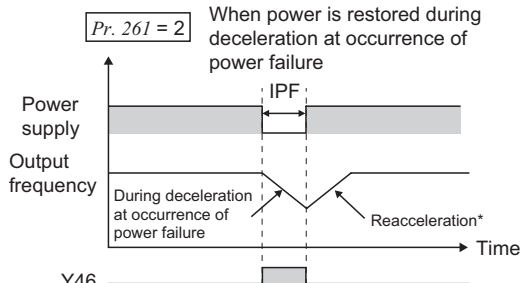 Pr. 261 = 2
When power is restored during
deceleration at occurrence of
power failure
IPF
Power
supply
Output
frequency
During deceleration
at occurrence of
power failure
Reacceleration*
Time
Y46